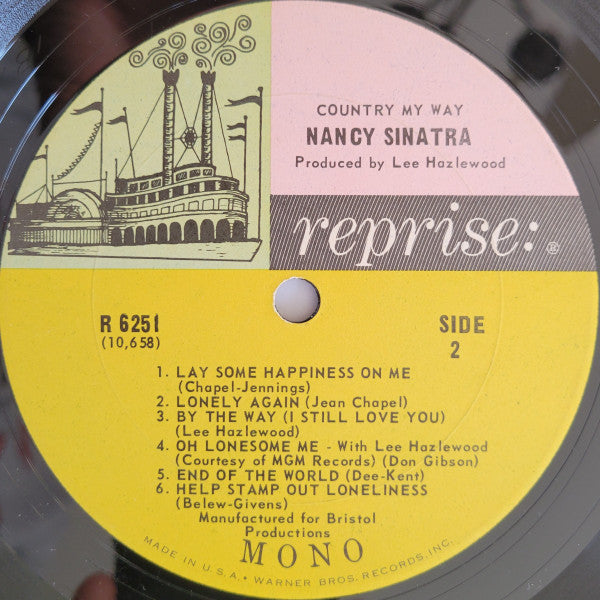 COUNTRY MY WAY
NANCY SINATRA
Produced by Lee Hazlewood
reprise: ®
R 6251
(10,658)
SIDE
2
1. LAY SOME HAPPINESS ON ME
(Chapel-Jennings)
2. LONELY AGAIN (Jean Chapel)
3. BY THE WAY (I STILL LOVE YOU)
(Lee Hazlewood)
4. OH LONESOME ME - With Lee Hazlewood
(Courtesy of MGM Records) (Don Gibson)
5. END OF THE WORLD (Dee-Kent)
6. HELP STAMP OUT LONELINESS
(Belew-Givens)
Manufactured for Bristol
Productions
MONO
MADE IN U.S.A. • WARNER BROS. RECORDS, INC.